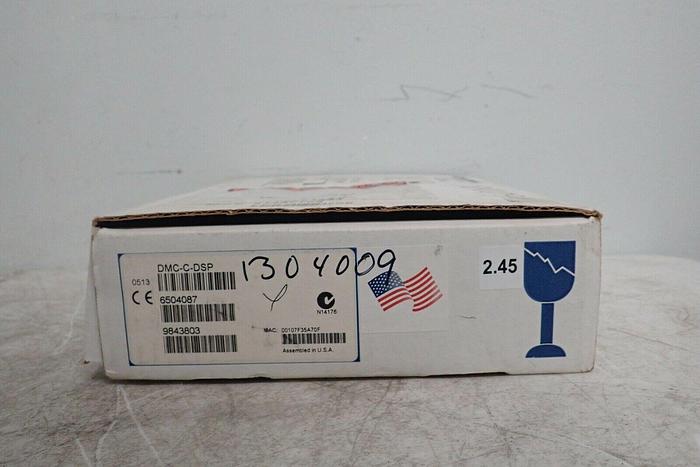 DMC-C-DSP
0513
6504087
9843803
1304009
N14176
MAC: 00107F35A70F
Assembled in U.S.A.
2.45